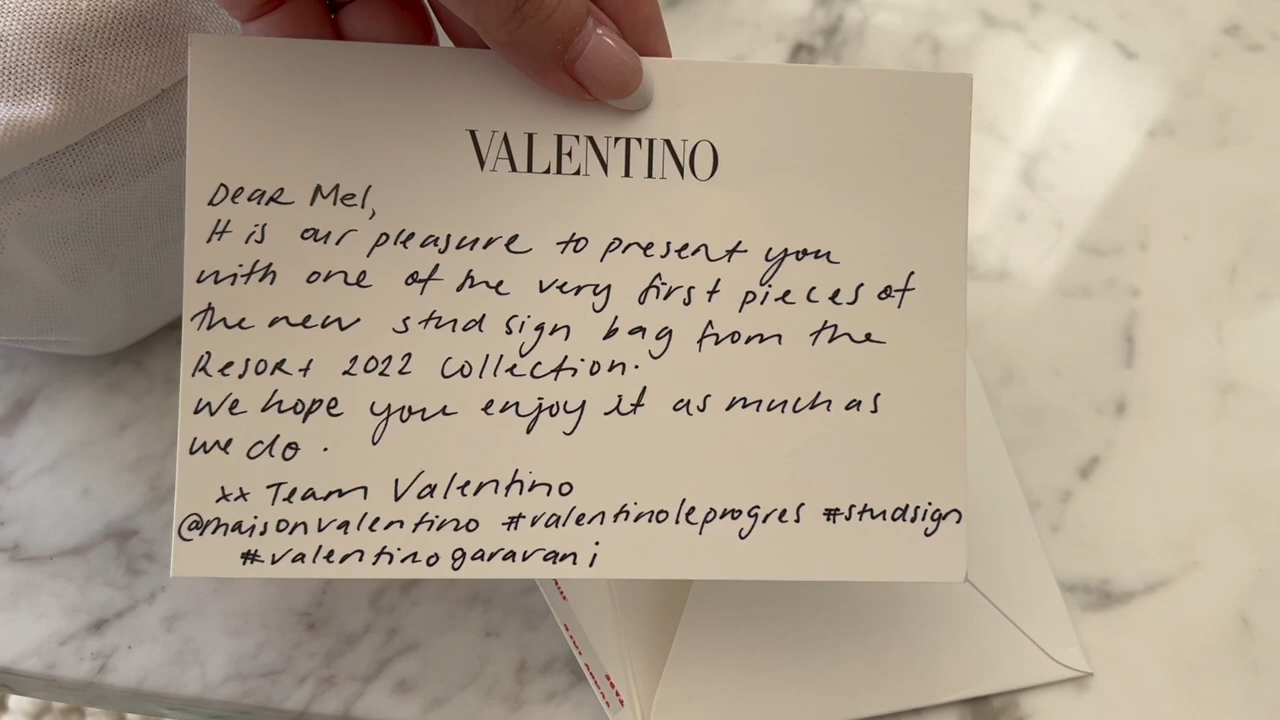 VALENTINO
Dear Mel,
It is our pleasure to present you
with one of the very first pieces of
the new stud sign bag from the
Resort 2022 collection.
We hope you enjoy it as much as
we do.
xx Team Valentino
@maisonvalentino #valentinoleprogres #studsign
#valentinogaravani